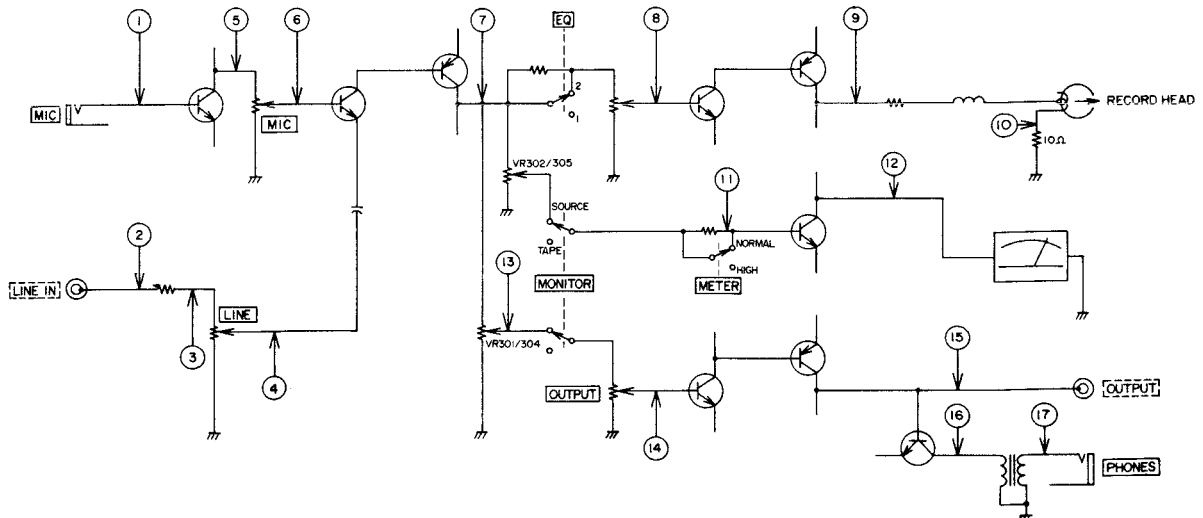 1
5
6
7
EQ
8
9
2
1
MIC
MIC
RECORD HEAD
10
10Ω
VR302/305
11
12
SOURCE
2
TAPE
13
NORMAL
HIGH
LINE IN
LINE
MONITOR
METER
3
4
VR301/304
15
OUTPUT
OUTPUT
14
16
17
PHONES